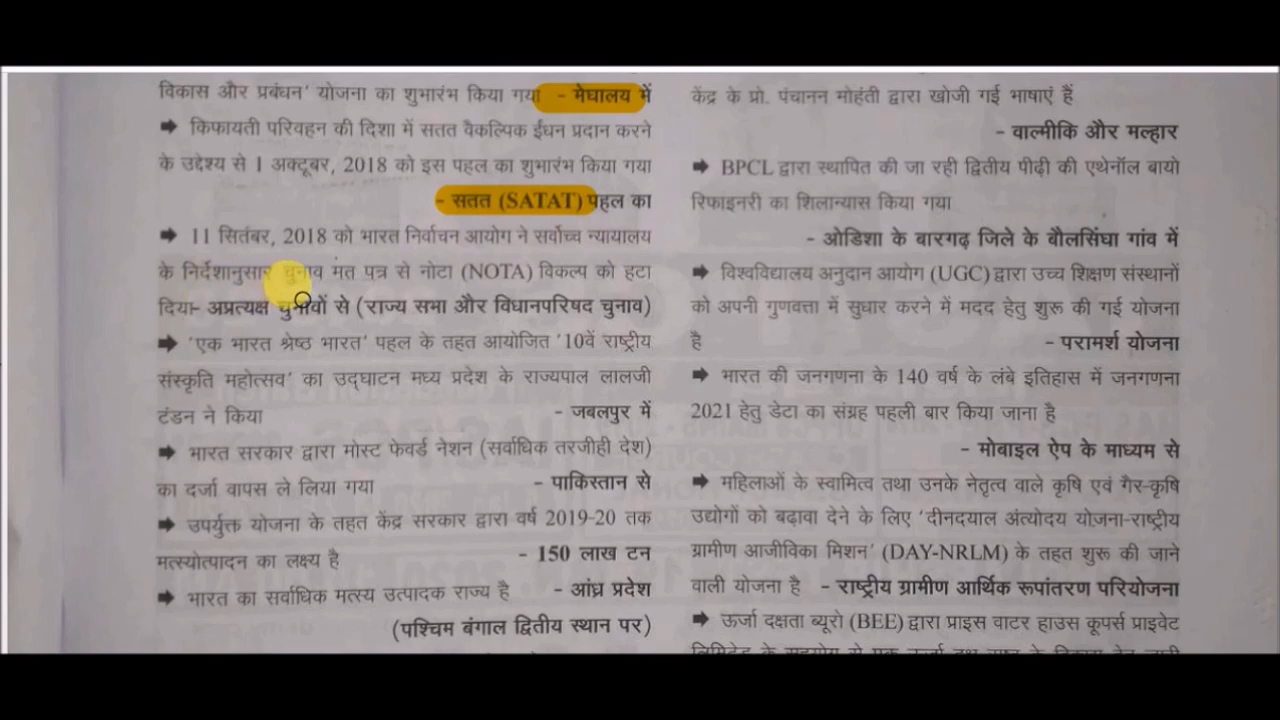 विकास और प्रबंधन' योजना का शुभारंभ किया गया - मेघालय में
➡ किफायती परिवहन की दिशा में सतत वैकल्पिक ईंधन प्रदान करने
के उद्देश्य से 1 अक्टूबर, 2018 को इस पहल का शुभारंभ किया गया
- सतत (SATAT) पहल का
➡ 11 सितंबर, 2018 को भारत निर्वाचन आयोग ने सर्वोच्च न्यायालय
के निर्देशानुसार चुनाव मत पत्र से नोटा (NOTA) विकल्प को हटा
दिया- अप्रत्यक्ष चुनावों से (राज्य सभा और विधानपरिषद चुनाव)
➡ 'एक भारत श्रेष्ठ भारत' पहल के तहत आयोजित '10वें राष्ट्रीय
संस्कृति महोत्सव' का उद्घाटन मध्य प्रदेश के राज्यपाल लालजी
टंडन ने किया - जबलपुर में
➡ भारत सरकार द्वारा मोस्ट फेवर्ड नेशन (सर्वाधिक तरजीही देश)
का दर्जा वापस ले लिया गया - पाकिस्तान से
➡ उपर्युक्त योजना के तहत केंद्र सरकार द्वारा वर्ष 2019-20 तक
मत्स्योत्पादन का लक्ष्य है - 150 लाख टन
➡ भारत का सर्वाधिक मत्स्य उत्पादक राज्य है - आंध्र प्रदेश
(पश्चिम बंगाल द्वितीय स्थान पर)
केंद्र के प्रो. पंचानन मोहंती द्वारा खोजी गई भाषाएं हैं
- वाल्मीकि और मल्हार
➡ BPCL द्वारा स्थापित की जा रही द्वितीय पीढ़ी की एथेनॉल बायो
रिफाइनरी का शिलान्यास किया गया
- ओडिशा के बारगढ़ जिले के बौलसिंघा गांव में
➡ विश्वविद्यालय अनुदान आयोग (UGC) द्वारा उच्च शिक्षण संस्थानों
को अपनी गुणवत्ता में सुधार करने में मदद हेतु शुरू की गई योजना
है - परामर्श योजना
➡ भारत की जनगणना के 140 वर्ष के लंबे इतिहास में जनगणना
2021 हेतु डेटा का संग्रह पहली बार किया जाना है
- मोबाइल ऐप के माध्यम से
➡ महिलाओं के स्वामित्व तथा उनके नेतृत्व वाले कृषि एवं गैर-कृषि
उद्योगों को बढ़ावा देने के लिए 'दीनदयाल अंत्योदय योजना-राष्ट्रीय
ग्रामीण आजीविका मिशन' (DAY-NRLM) के तहत शुरू की जाने
वाली योजना है - राष्ट्रीय ग्रामीण आर्थिक रूपांतरण परियोजना
➡ ऊर्जा दक्षता ब्यूरो (BEE) द्वारा प्राइस वाटर हाउस कूपर्स प्राइवेट